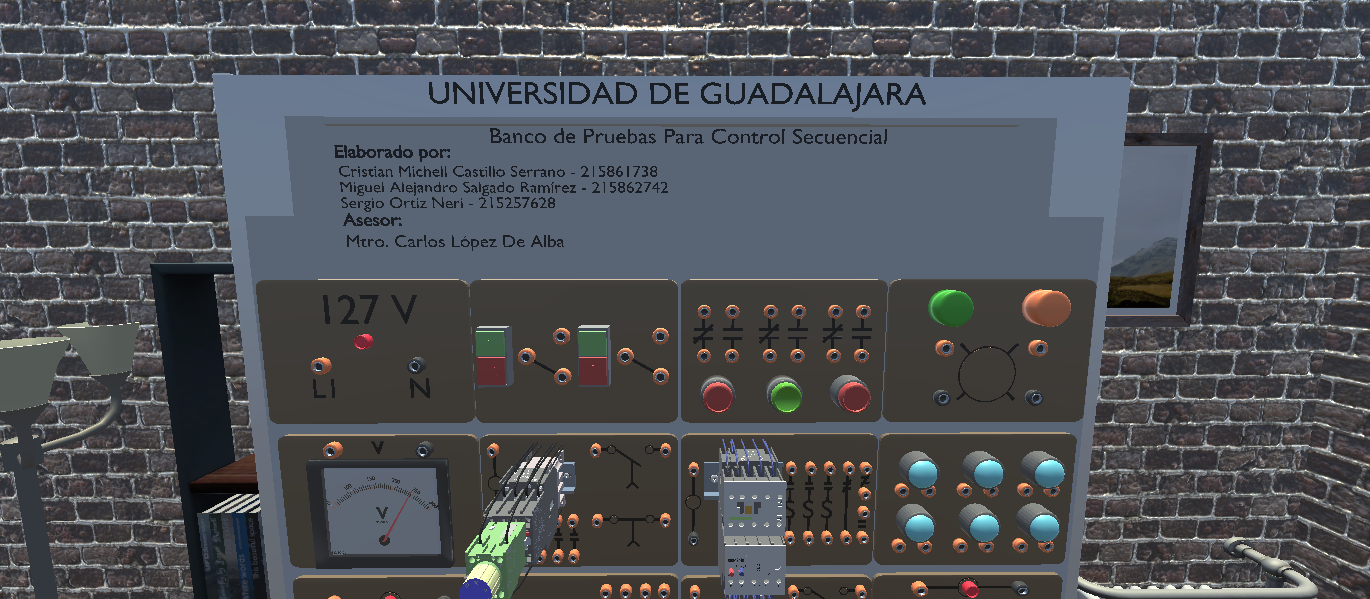 UNIVERSIDAD DE GUADALAJARA
Banco de Pruebas Para Control Secuencial
Elaborado por:
Cristian Michell Castillo Serrano - 215861738
Miguel Alejandro Salgado Ramírez - 215862742
Sergio Ortiz Neri - 215257628
Asesor:
Mtro. Carlos López De Alba
127 V
L1 N
V
V